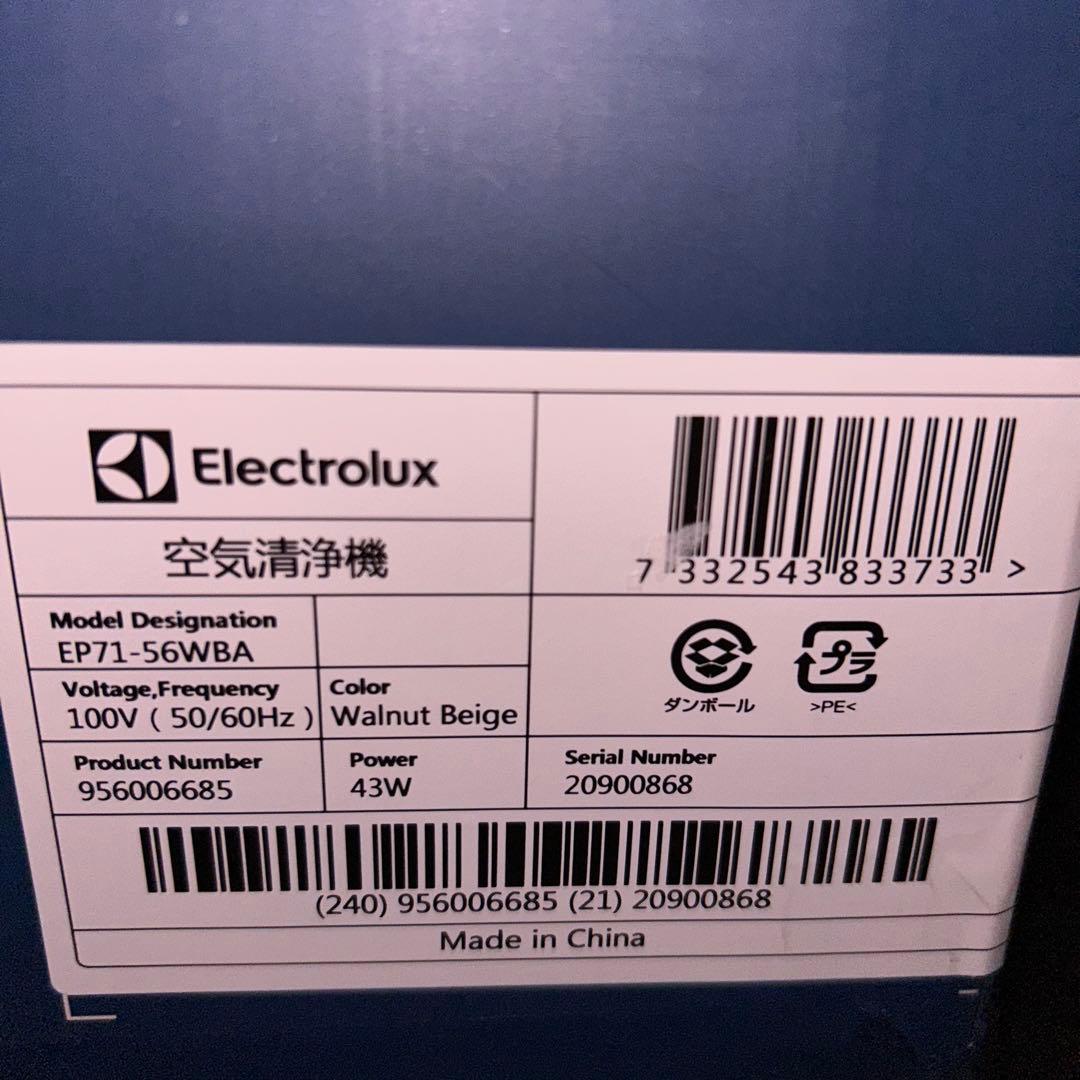 Electrolux
空気清浄機
7 332543 833733 >
Model Designation
EP71-56WBA
ダンボール
プラ
>PE<
Voltage,Frequency
100V ( 50/60Hz )
Color
Walnut Beige
Product Number
956006685
Power
43W
Serial Number
20900868
(240) 956006685 (21) 20900868
Made in China